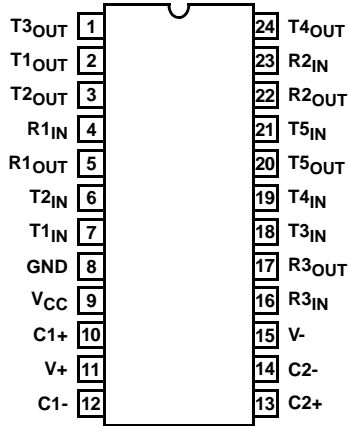 T3OUT 1 24 T4OUT
T1OUT 2 23 R2IN
T2OUT 3 22 R2OUT
R1IN 4 21 T5IN
R1OUT 5 20 T5OUT
T2IN 6 19 T4IN
T1IN 7 18 T3IN
GND 8 17 R3OUT
VCC 9 16 R3IN
C1+ 10 15 V-
V+ 11 14 C2-
C1- 12 13 C2+